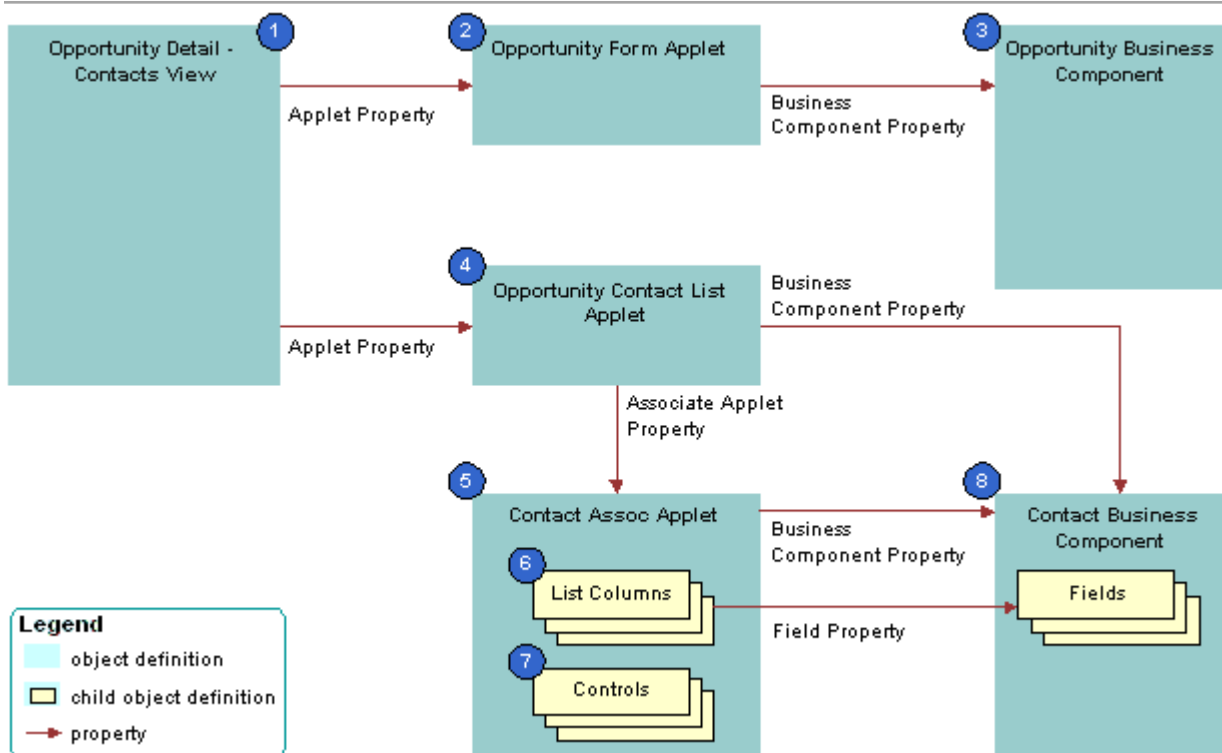 1
Opportunity Detail -
Contacts View
2
Opportunity Form Applet
3
Opportunity Business
Component
Applet Property
Business
Component Property
4
Opportunity Contact List
Applet
Business
Component Property
Applet Property
Associate Applet
Property
5
Contact Assoc Applet
8
Contact Business
Component
Business
Component Property
6
List Columns
Fields
Field Property
7
Controls
Legend
object definition
child object definition
property